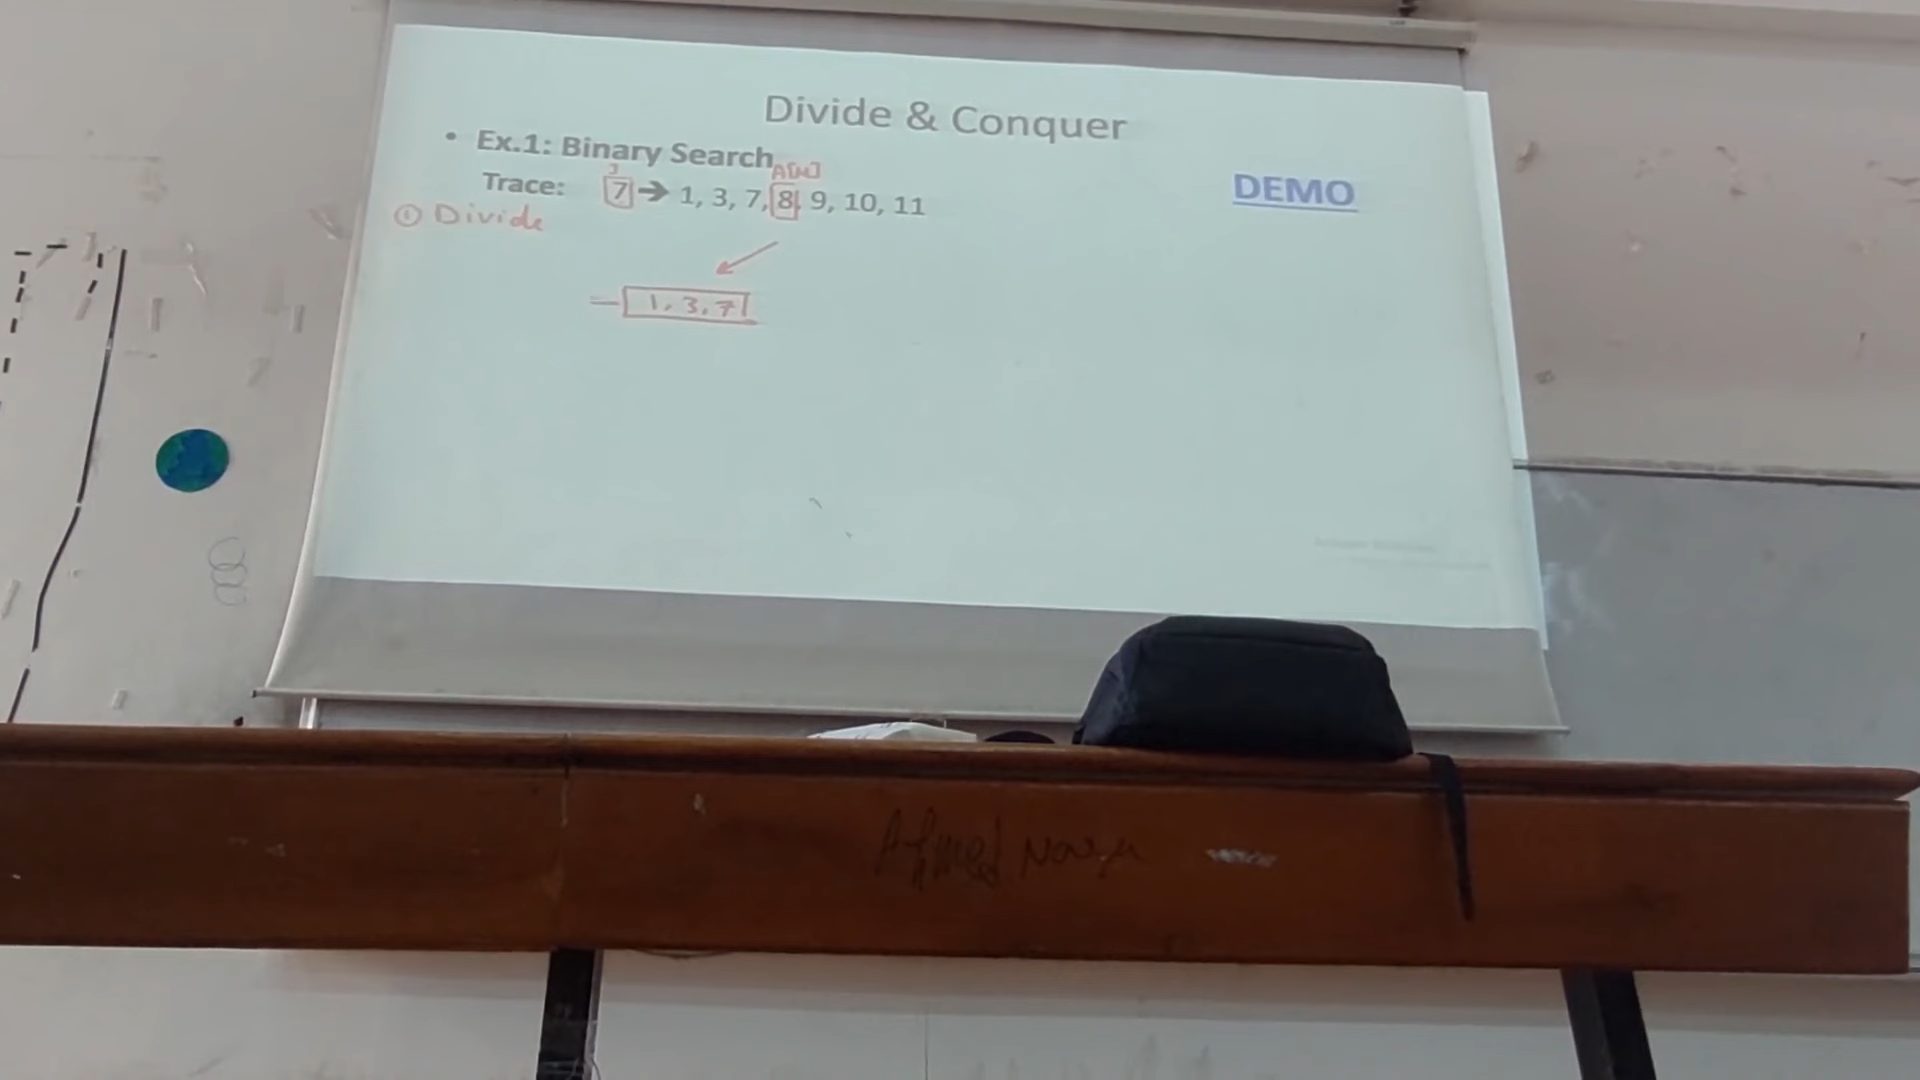 Divide & Conquer
• Ex.1: Binary Search
A[m]
Trace: 7 → 1, 3, 7, 8, 9, 10, 11
DEMO
① Divide
1, 3, 7